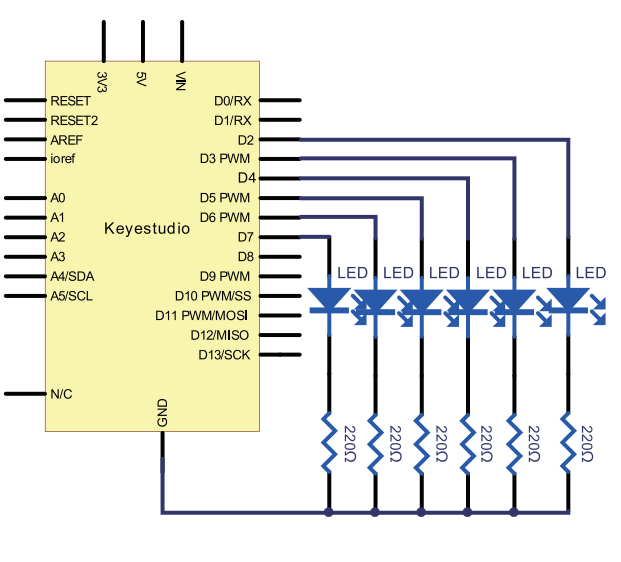 3V3
5V
VIN
RESET
RESET2
AREF
ioref
A0
A1
A2
A3
A4/SDA
A5/SCL
N/C
Keyestudio
D0/RX
D1/RX
D2
D3 PWM
D4
D5 PWM
D6 PWM
D7
D8
D9 PWM
D10 PWM/SS
D11 PWM/MOSI
D12/MISO
D13/SCK
GND
LED
LED
LED
LED
LED
LED
220Ω
220Ω
220Ω
220Ω
220Ω
220Ω